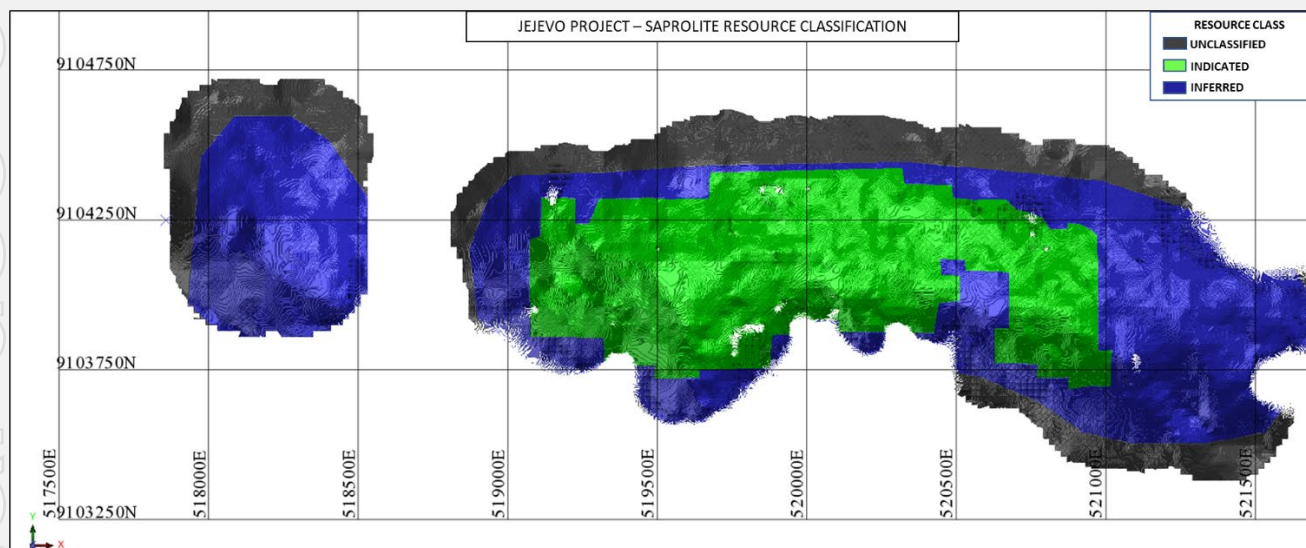 JEJEVO PROJECT – SAPROLITE RESOURCE CLASSIFICATION
RESOURCE CLASS
UNCLASSIFIED
INDICATED
INFERRED
9104750N
9104250N
9103750N
9103250N
517500E
518000E
518500E
519000E
519500E
520000E
520500E
521000E
521500E
Y
X